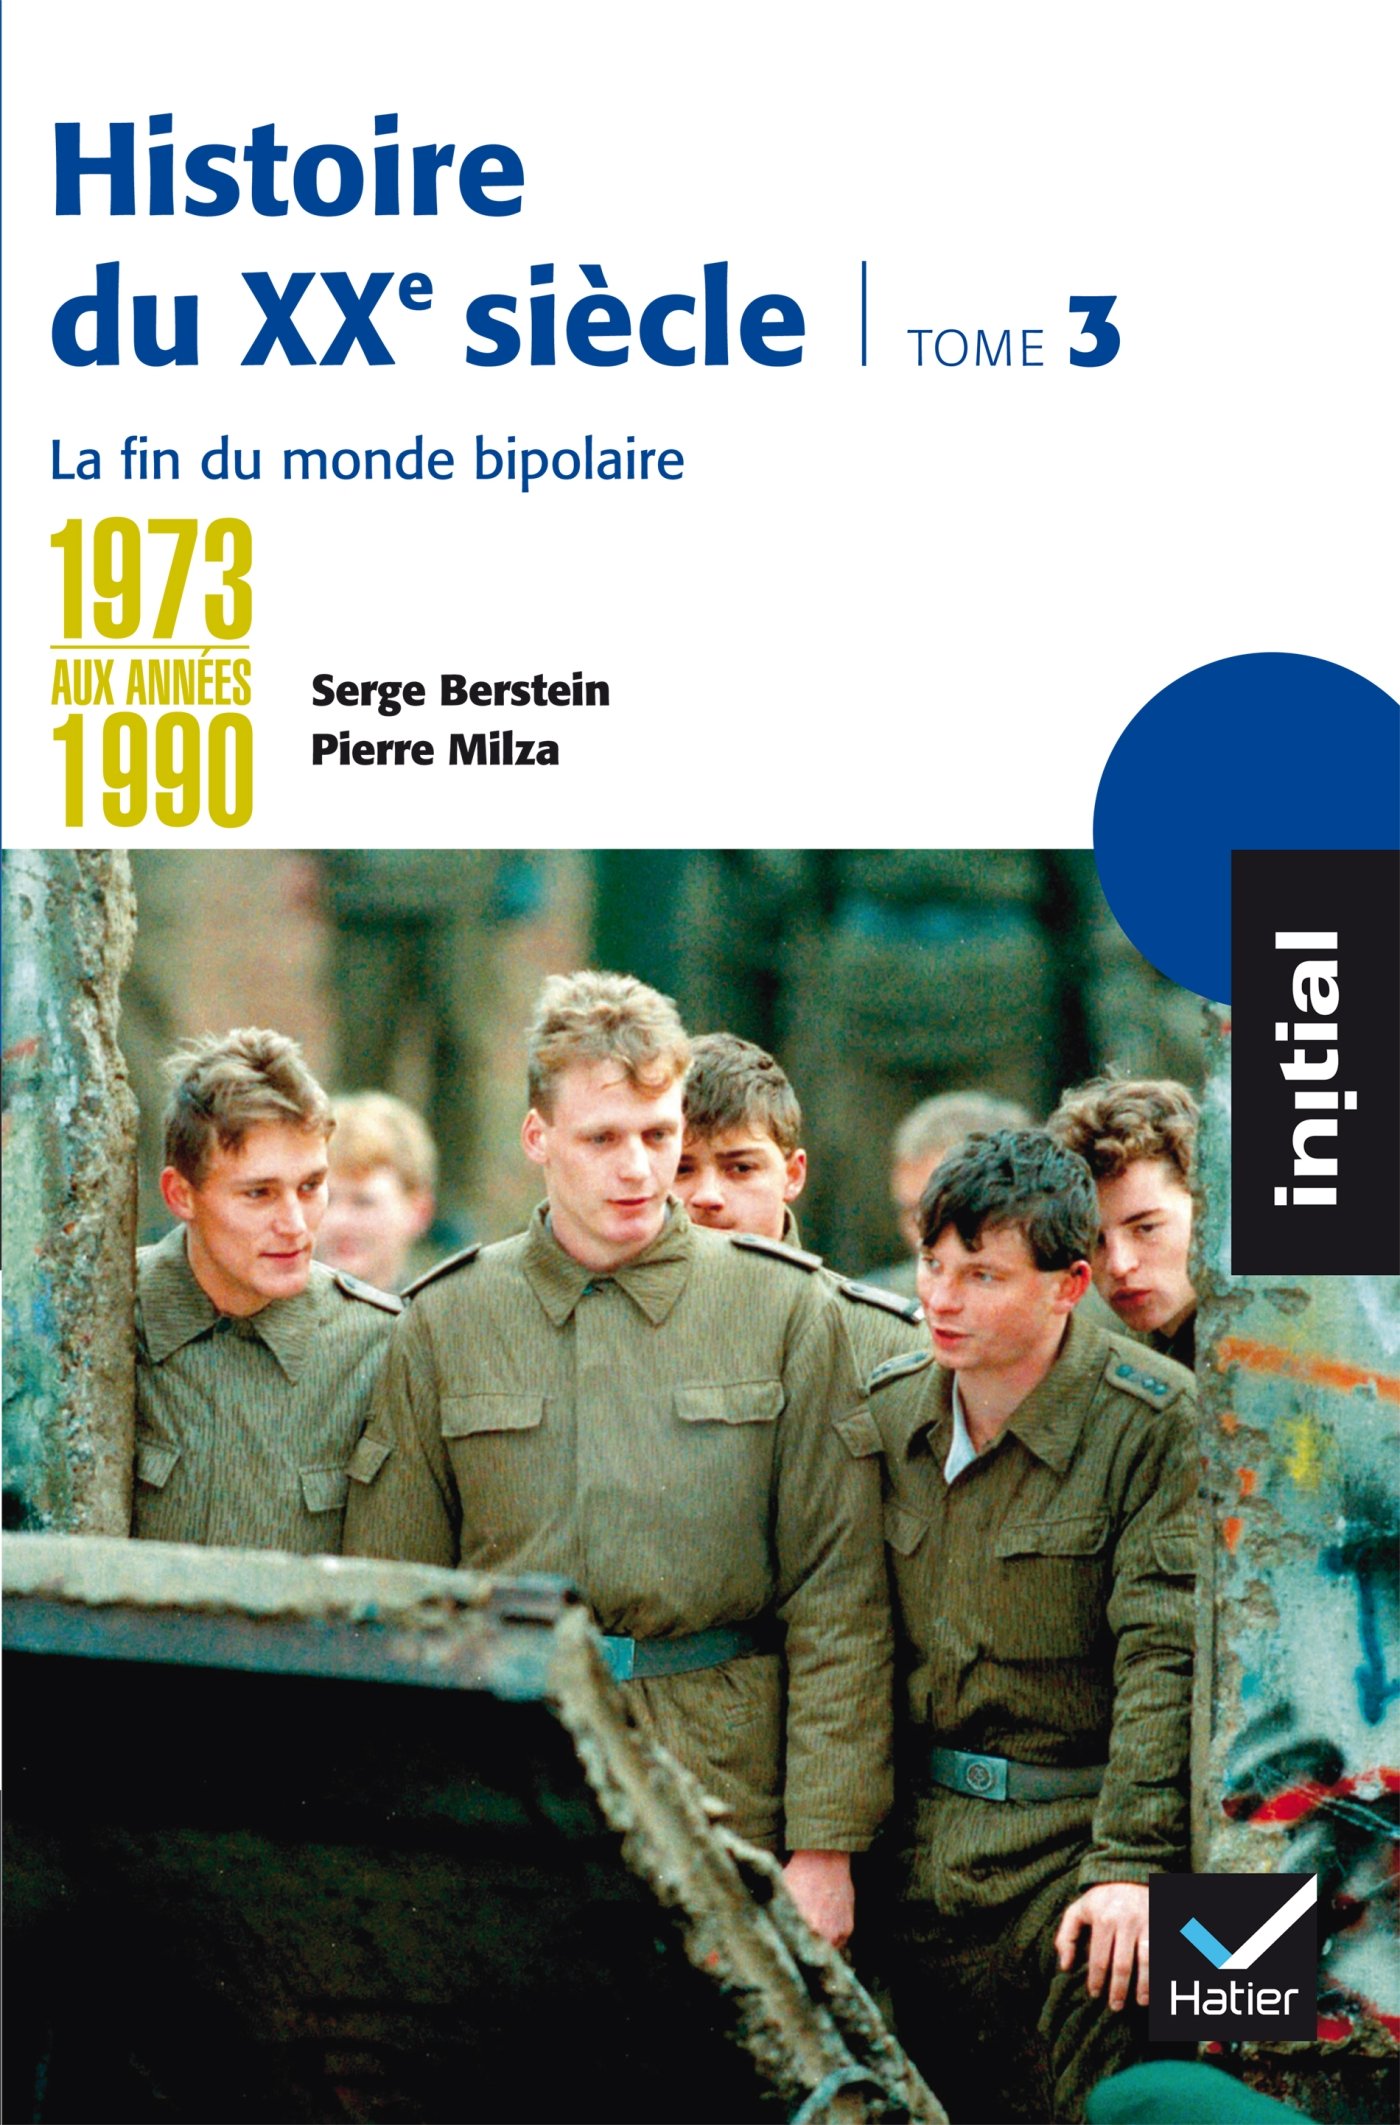 Histoire
du XXe siècle | TOME 3
La fin du monde bipolaire
1973
AUX ANNÉES
1990
Serge Berstein
Pierre Milza
initial
Hatier